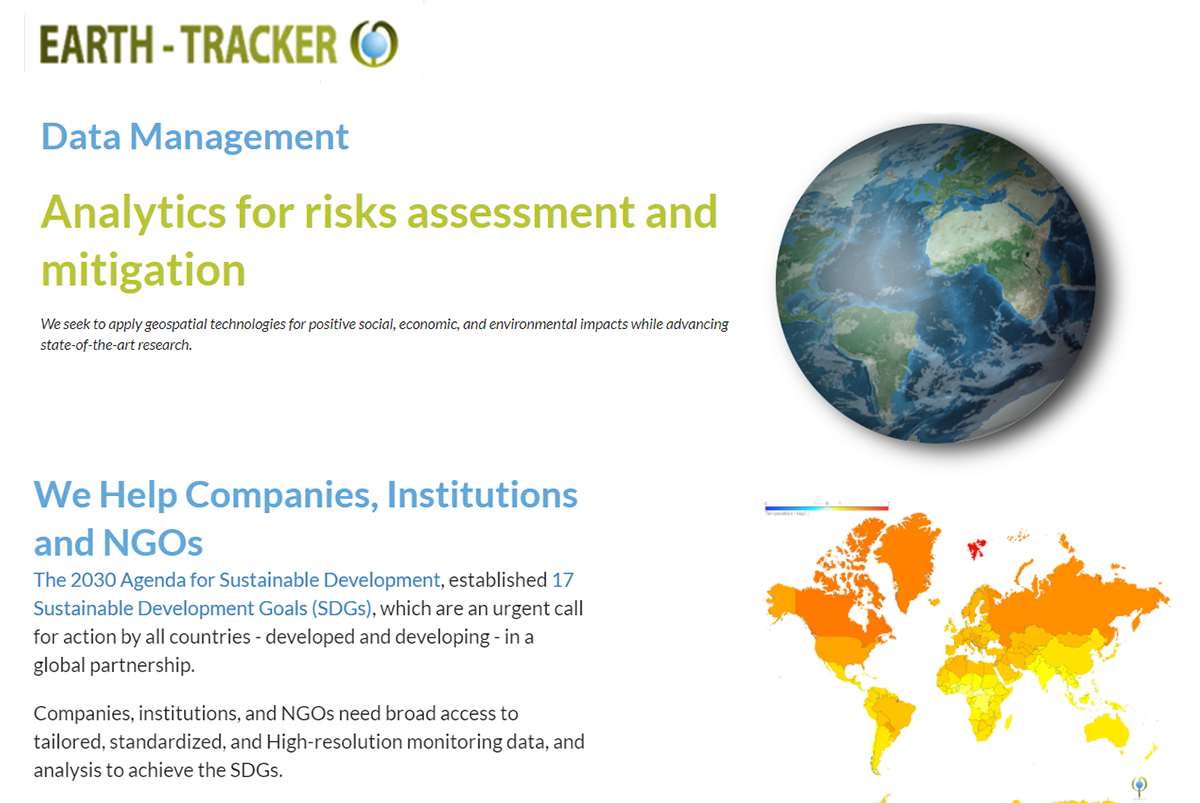 EARTH - TRACKER
Data Management
Analytics for risks assessment and
mitigation
We seek to apply geospatial technologies for positive social, economic, and environmental impacts while advancing
state-of-the-art research.
We Help Companies, Institutions
and NGOs
The 2030 Agenda for Sustainable Development, established 17
Sustainable Development Goals (SDGs), which are an urgent call
for action by all countries - developed and developing - in a
global partnership.
Companies, institutions, and NGOs need broad access to
tailored, standardized, and High-resolution monitoring data, and
analysis to achieve the SDGs.